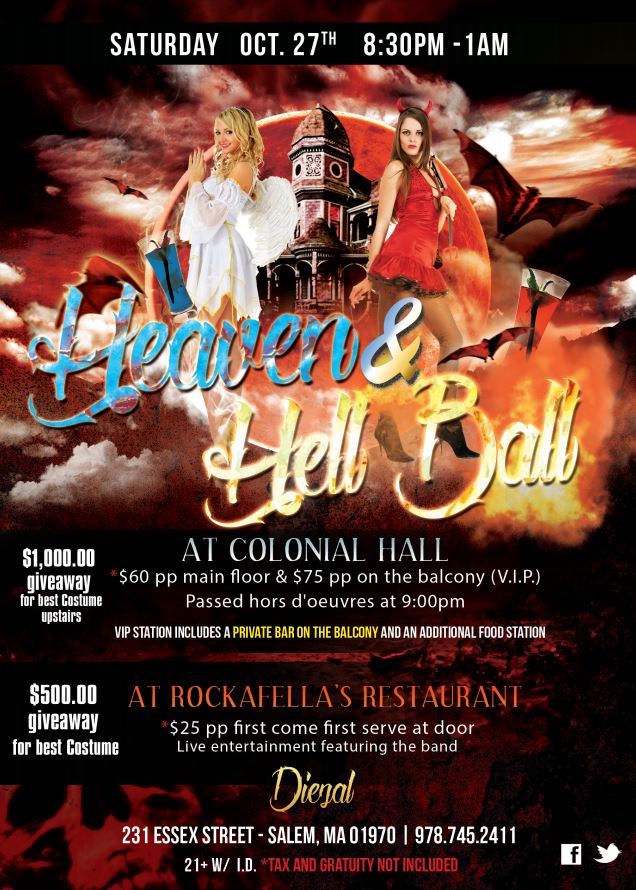 SATURDAY OCT. 27TH 8:30PM -1AM
Heaven &
Hell Ball
AT COLONIAL HALL
$1,000.00
giveaway
for best Costume
upstairs
*$60 pp main floor & $75 pp on the balcony (V.I.P.)
Passed hors d'oeuvres at 9:00pm
VIP STATION INCLUDES A PRIVATE BAR ON THE BALCONY AND AN ADDITIONAL FOOD STATION
$500.00
giveaway
for best Costume
AT ROCKAFELLA'S RESTAURANT
*$25 pp first come first serve at door
Live entertainment featuring the band
Diezal
231 ESSEX STREET - SALEM, MA 01970 | 978.745.2411
21+ W/ I.D. *TAX AND GRATUITY NOT INCLUDED
f